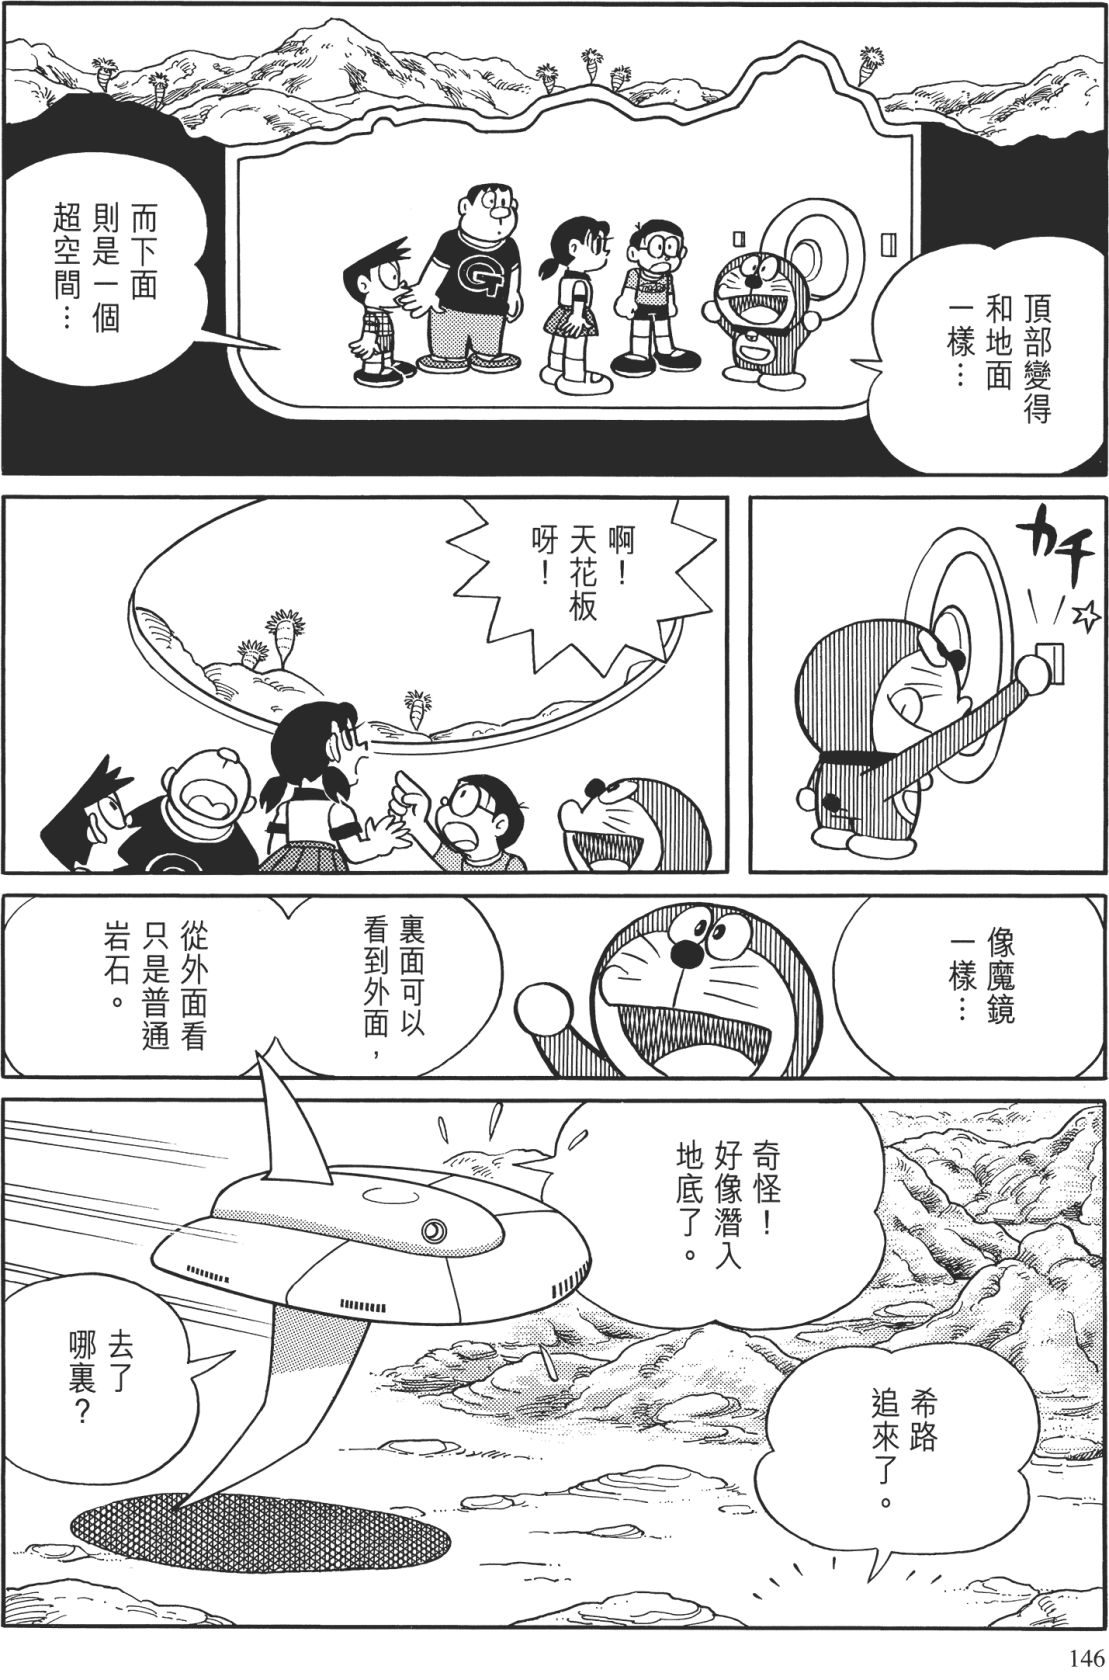 頂部變得
和地面
一樣…
而下面
則是一個
超空間…
カチ
啊！
天花板
呀！
像魔鏡
一樣…
裏面可以
看到外面，
從外面看
只是普通
岩石。
奇怪！
好像潛入
地底了。
去了
哪裏？
希路
追來了。
146